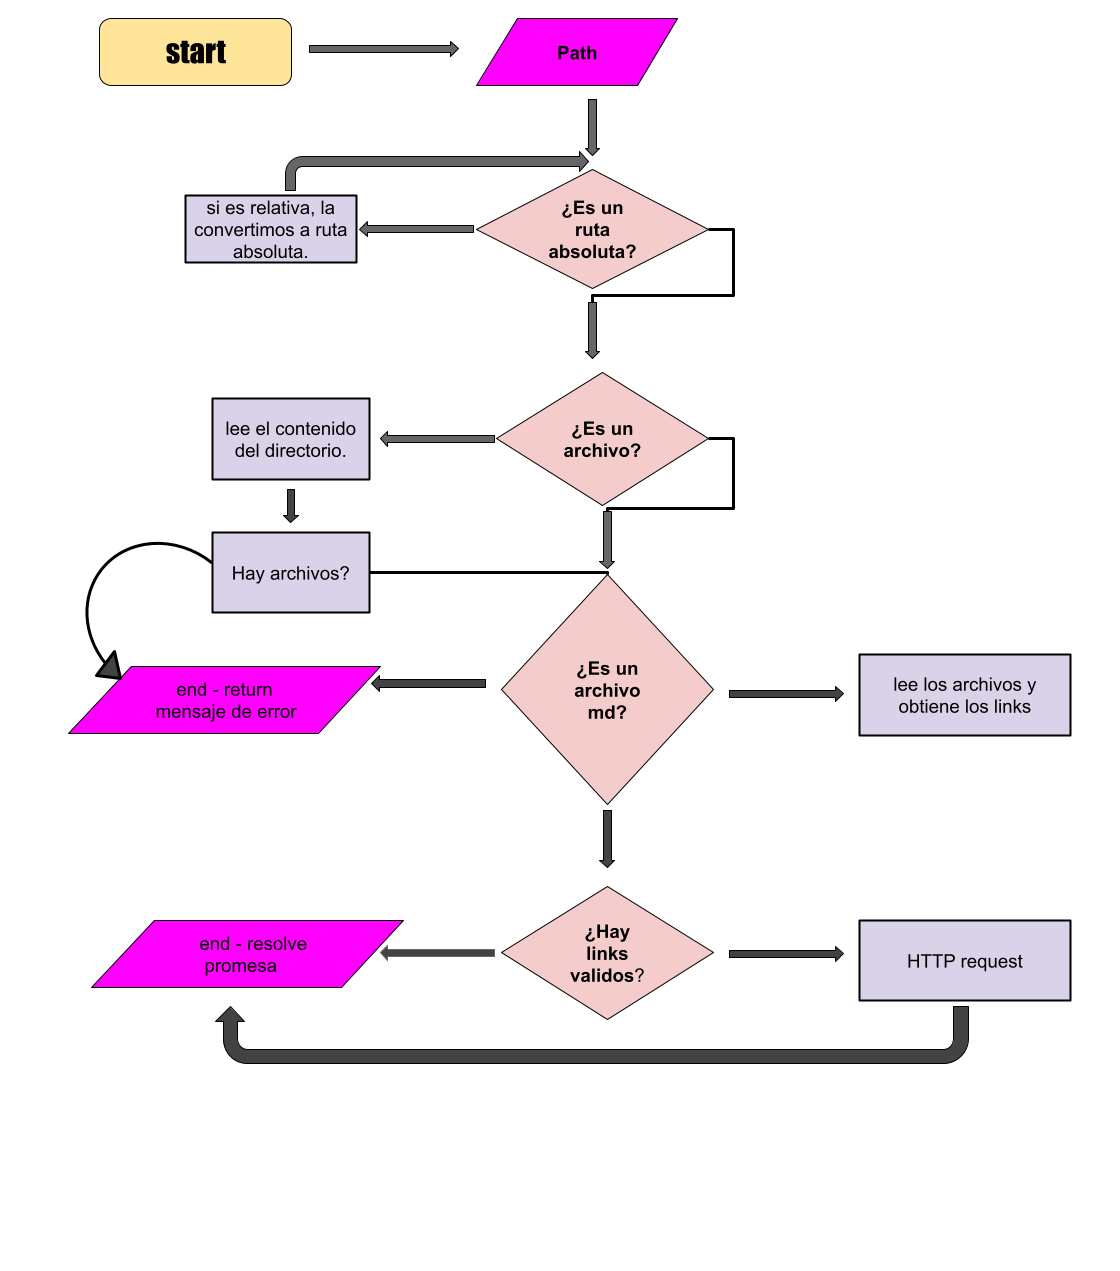 start
Path
¿Es un
ruta
absoluta?
si es relativa, la
convertimos a ruta
absoluta.
¿Es un
archivo?
lee el contenido
del directorio.
Hay archivos?
¿Es un
archivo
md?
end - return
mensaje de error
lee los archivos y
obtiene los links
¿Hay
links
validos?
end - resolve
promesa
HTTP request